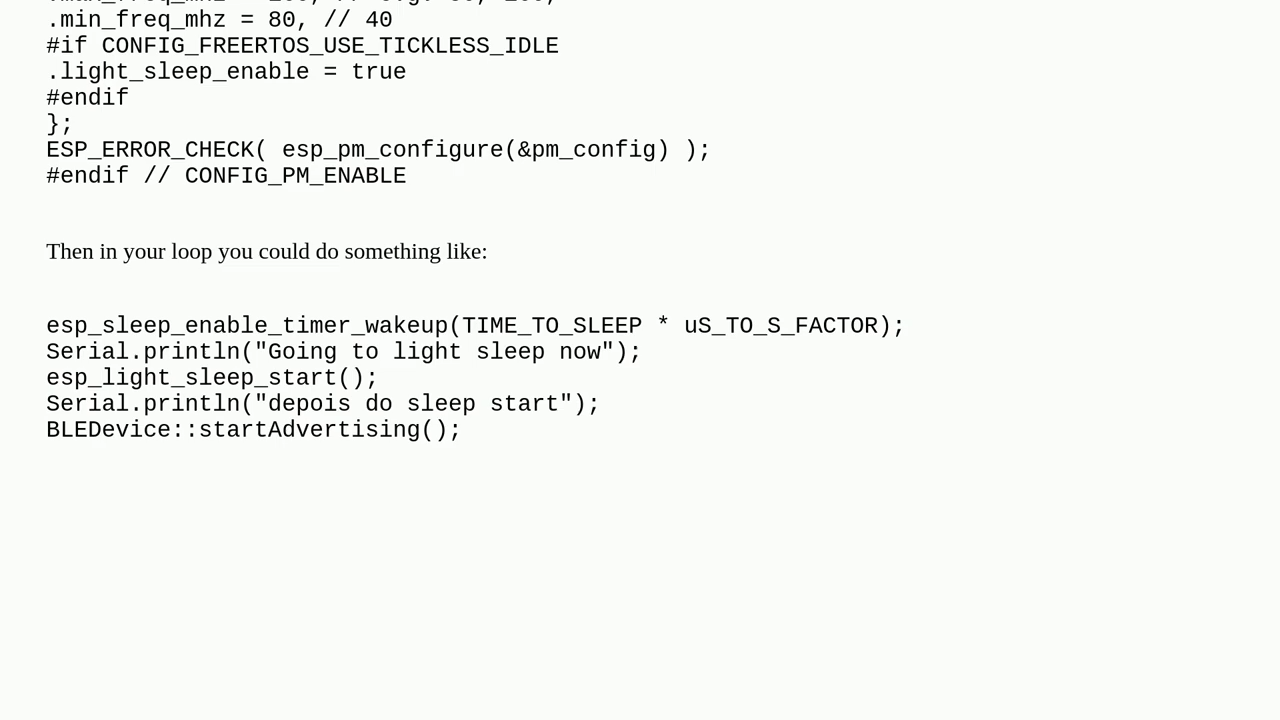 .min_freq_mhz = 80, // 40
#if CONFIG_FREERTOS_USE_TICKLESS_IDLE
.light_sleep_enable = true
#endif
};
ESP_ERROR_CHECK( esp_pm_configure(&pm_config) );
#endif // CONFIG_PM_ENABLE
Then in your loop you could do something like:
esp_sleep_enable_timer_wakeup(TIME_TO_SLEEP * uS_TO_S_FACTOR);
Serial.println("Going to light sleep now");
esp_light_sleep_start();
Serial.println("depois do sleep start");
BLEDevice::startAdvertising();